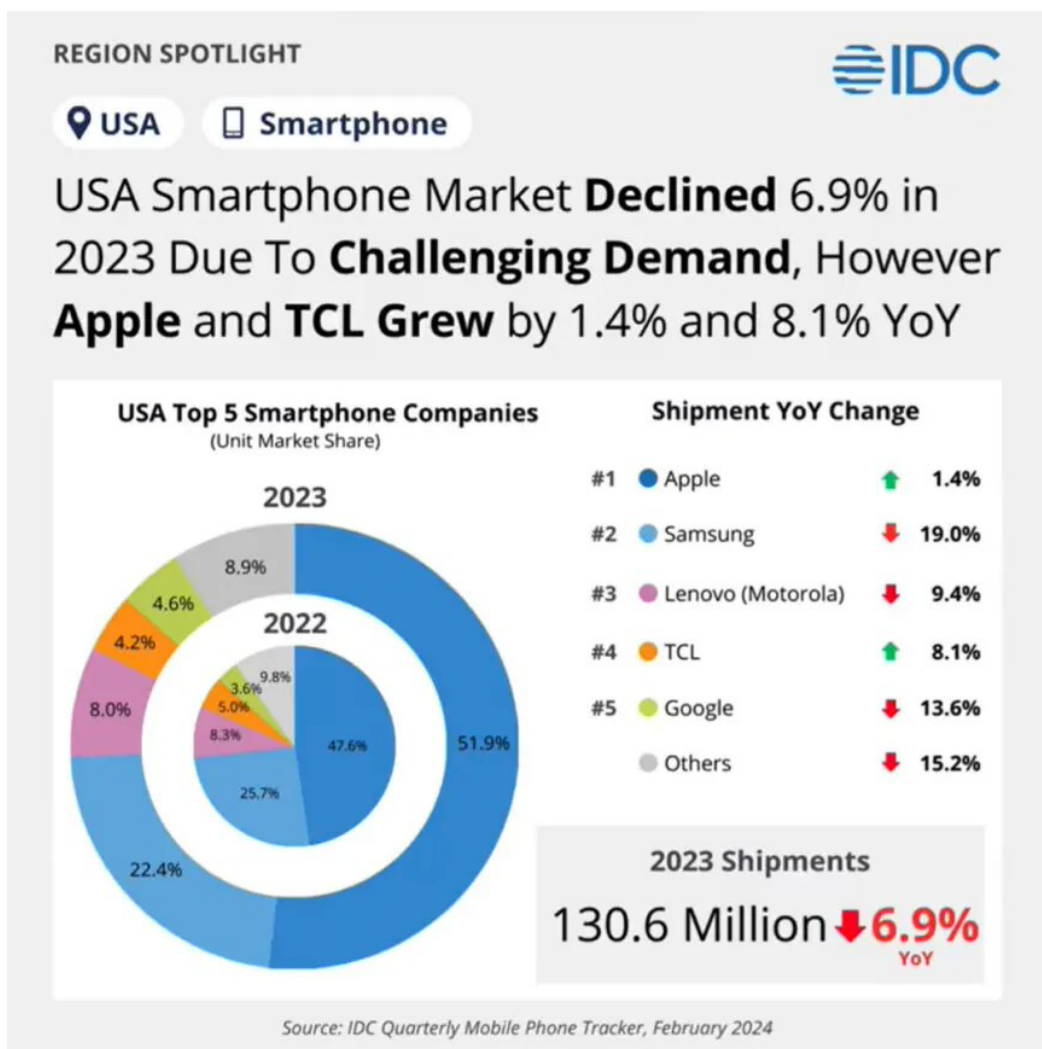 REGION SPOTLIGHT
IDC
USA
Smartphone
USA Smartphone Market Declined 6.9% in
2023 Due To Challenging Demand, However
Apple and TCL Grew by 1.4% and 8.1% YoY
USA Top 5 Smartphone Companies
(Unit Market Share)
2023
8.9%
4.6%
4.2%
8.0%
22.4%
51.9%
2022
9.8%
3.6%
5.0%
8.3%
25.7%
47.6%
Shipment YoY Change
#1 Apple 1.4%
#2 Samsung 19.0%
#3 Lenovo (Motorola) 9.4%
#4 TCL 8.1%
#5 Google 13.6%
Others 15.2%
2023 Shipments
130.6 Million 6.9%
YoY
Source: IDC Quarterly Mobile Phone Tracker, February 2024